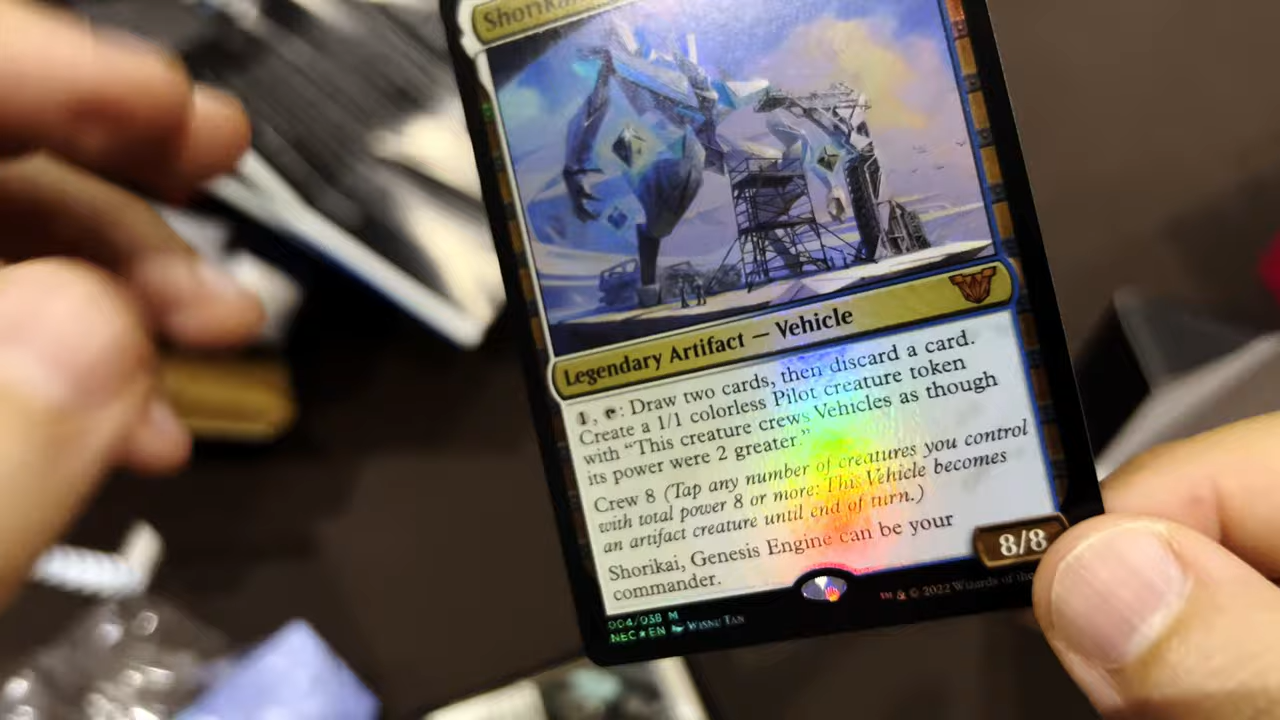 Shorikai
Legendary Artifact — Vehicle
1, T: Draw two cards, then discard a card.
Create a 1/1 colorless Pilot creature token
with “This creature crews Vehicles as though
its power were 2 greater.”
Crew 8 (Tap any number of creatures you control
with total power 8 or more: This Vehicle becomes
an artifact creature until end of turn.)
Shorikai, Genesis Engine can be your
commander.
8/8
004/038 M
NEC★EN Wisnu Tan
™ & © 2022 Wizards of the